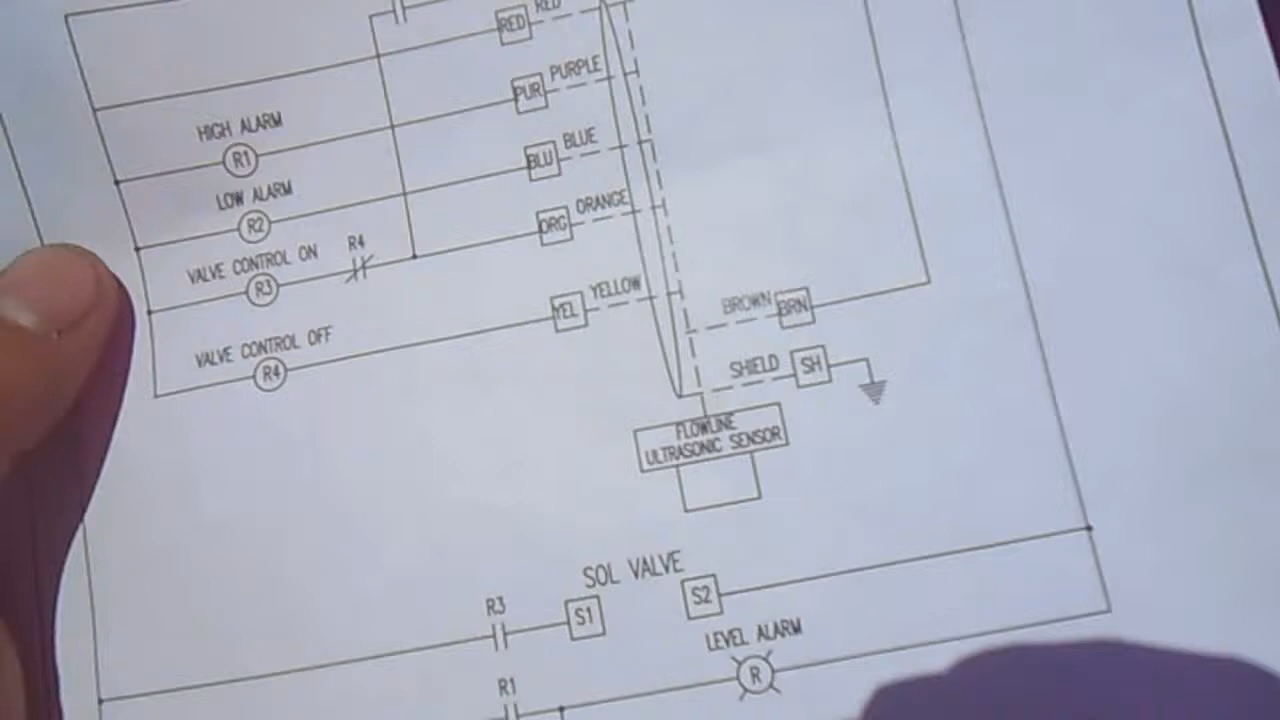 RED
RED
PURPLE
PUR
HIGH ALARM
R1
BLUE
BLU
LOW ALARM
R2
ORANGE
ORG
VALVE CONTROL ON
R4
R3
YELLOW
YEL
BROWN
BRN
VALVE CONTROL OFF
R4
SHIELD
SH
FLOWLINE
ULTRASONIC SENSOR
SOL VALVE
R3
S1
S2
LEVEL ALARM
R
R1